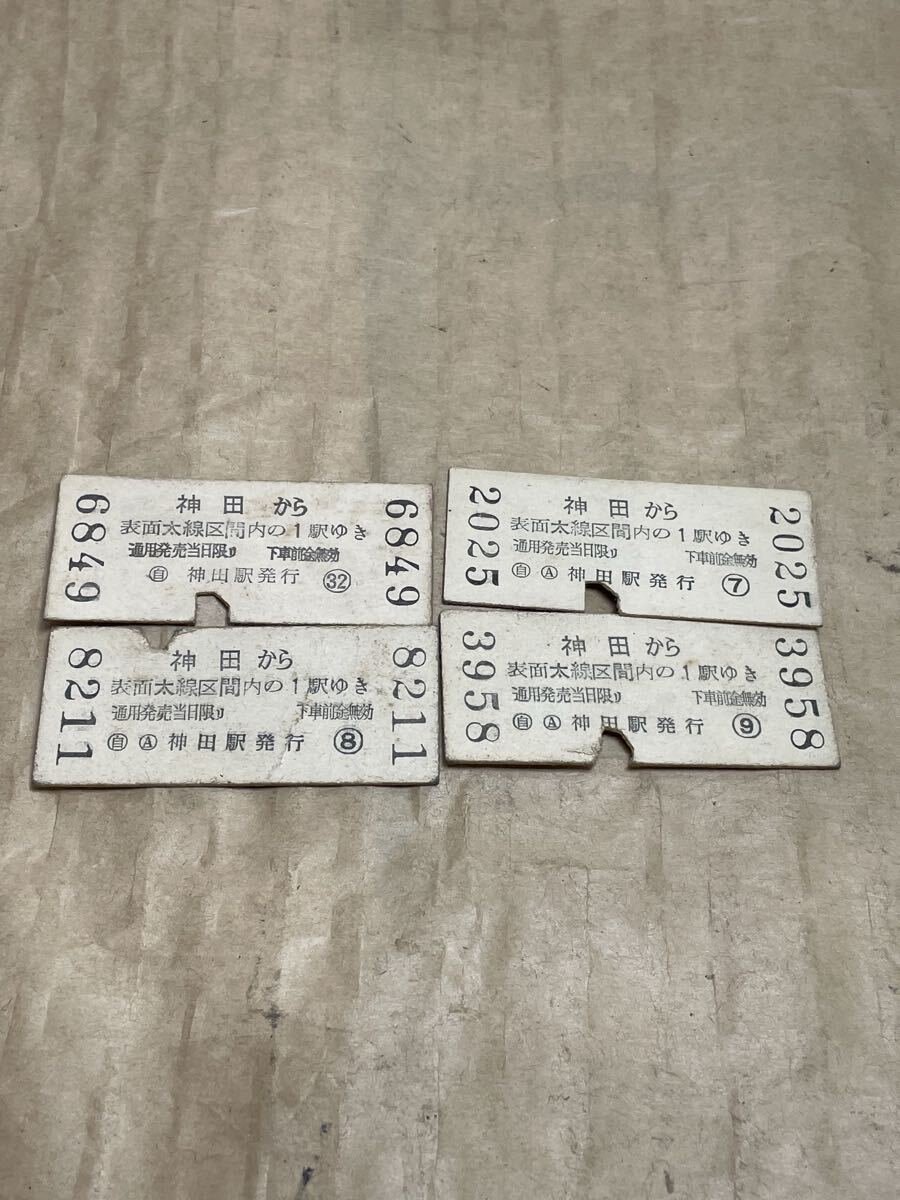 6849
神田から
表面太線区間内の1駅ゆき
通用発売当日限り 下車前途無効
㊂ 神田駅発行 ㉜
6849
2025
神田から
表面太線区間内の1駅ゆき
通用発売当日限り 下車前途無効
自 Ⓐ 神田駅発行 ⑦
2025
8211
神田から
表面太線区間内の1駅ゆき
通用発売当日限り 下車前途無効
自 Ⓐ 神田駅発行 ⑧
8211
3958
神田から
表面太線区間内の1駅ゆき
通用発売当日限り 下車前途無効
自 Ⓐ 神田駅発行 ⑨
3958